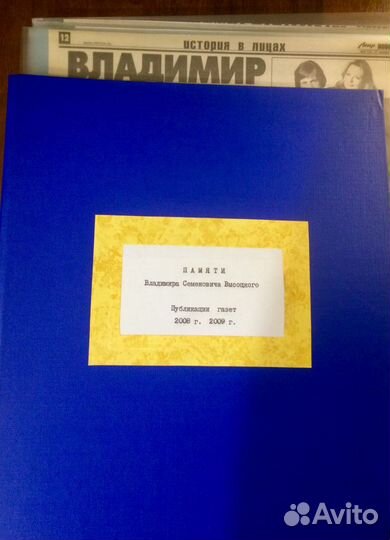 12
история в лицах
ВЛАДИМИР
ПАМЯТИ
Владимира Семеновича Высоцкого
Публикации газет
2008 г. 2009 г.
Avito